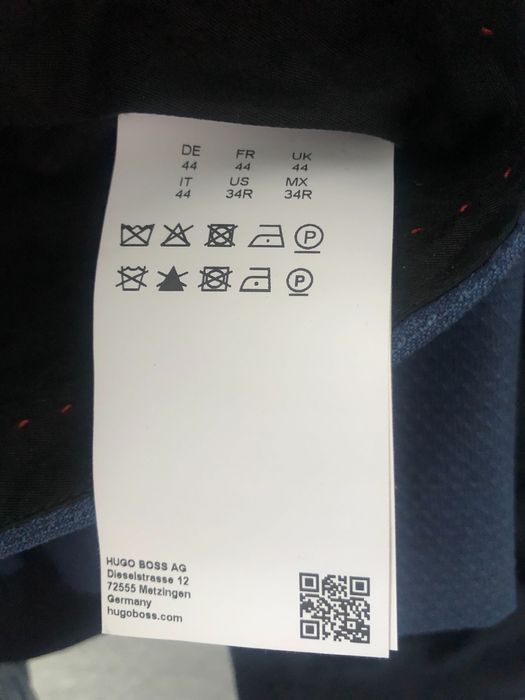 DE FR UK
44 44 44
IT US MX
44 34R 34R
P
P
HUGO BOSS AG
Dieselstrasse 12
72555 Metzingen
Germany
hugoboss.com